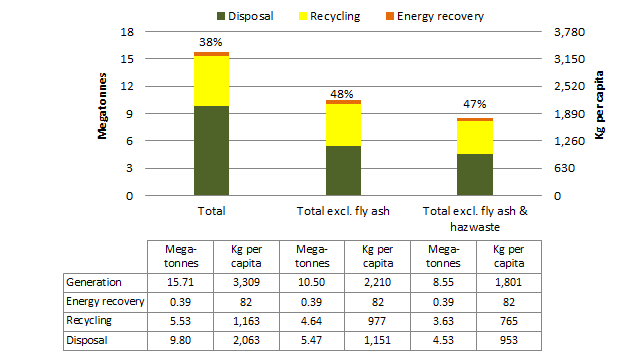 Disposal Recycling Energy recovery
18 3,780
38%
15 3,150
12 2,520
48% 47%
Megatonnes 9 1,890 Kg per capita
6 1,260
3 630
0 0
Total Total excl. fly ash Total excl. fly ash &
hazwaste
Mega- Kg per Mega- Kg per Mega- Kg per
tonnes capita tonnes capita tonnes capita
Generation 15.71 3,309 10.50 2,210 8.55 1,801
Energy recovery 0.39 82 0.39 82 0.39 82
Recycling 5.53 1,163 4.64 977 3.63 765
Disposal 9.80 2,063 5.47 1,151 4.53 953